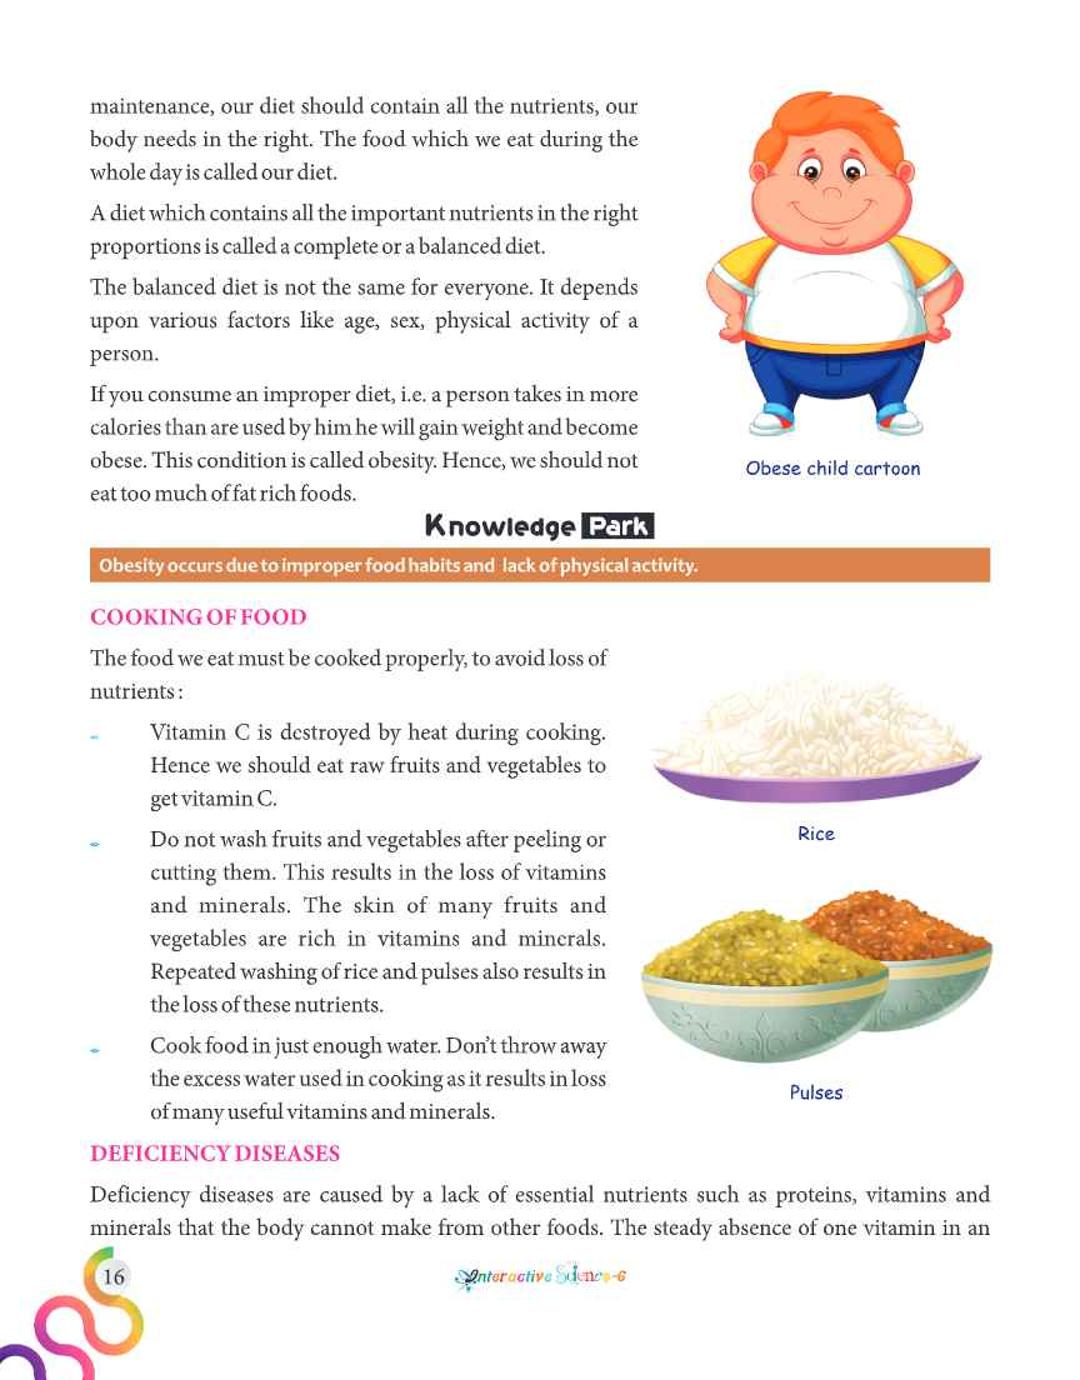 maintenance, our diet should contain all the nutrients, our
body needs in the right. The food which we eat during the
whole day is called our diet.
A diet which contains all the important nutrients in the right
proportions is called a complete or a balanced diet.
The balanced diet is not the same for everyone. It depends
upon various factors like age, sex, physical activity of a
person.
If you consume an improper diet, i.e. a person takes in more
calories than are used by him he will gain weight and become
obese. This condition is called obesity. Hence, we should not
eat too much of fat rich foods.
Obese child cartoon
Knowledge Park
Obesity occurs due to improper food habits and lack of physical activity.
COOKING OF FOOD
The food we eat must be cooked properly, to avoid loss of
nutrients :
Vitamin C is destroyed by heat during cooking.
Hence we should eat raw fruits and vegetables to
get vitamin C.
Do not wash fruits and vegetables after peeling or
cutting them. This results in the loss of vitamins
and minerals. The skin of many fruits and
vegetables are rich in vitamins and minerals.
Repeated washing of rice and pulses also results in
the loss of these nutrients.
Cook food in just enough water. Don't throw away
the excess water used in cooking as it results in loss
of many useful vitamins and minerals.
Rice
Pulses
DEFICIENCY DISEASES
Deficiency diseases are caused by a lack of essential nutrients such as proteins, vitamins and
minerals that the body cannot make from other foods. The steady absence of one vitamin in an
16
Interactive Science-6